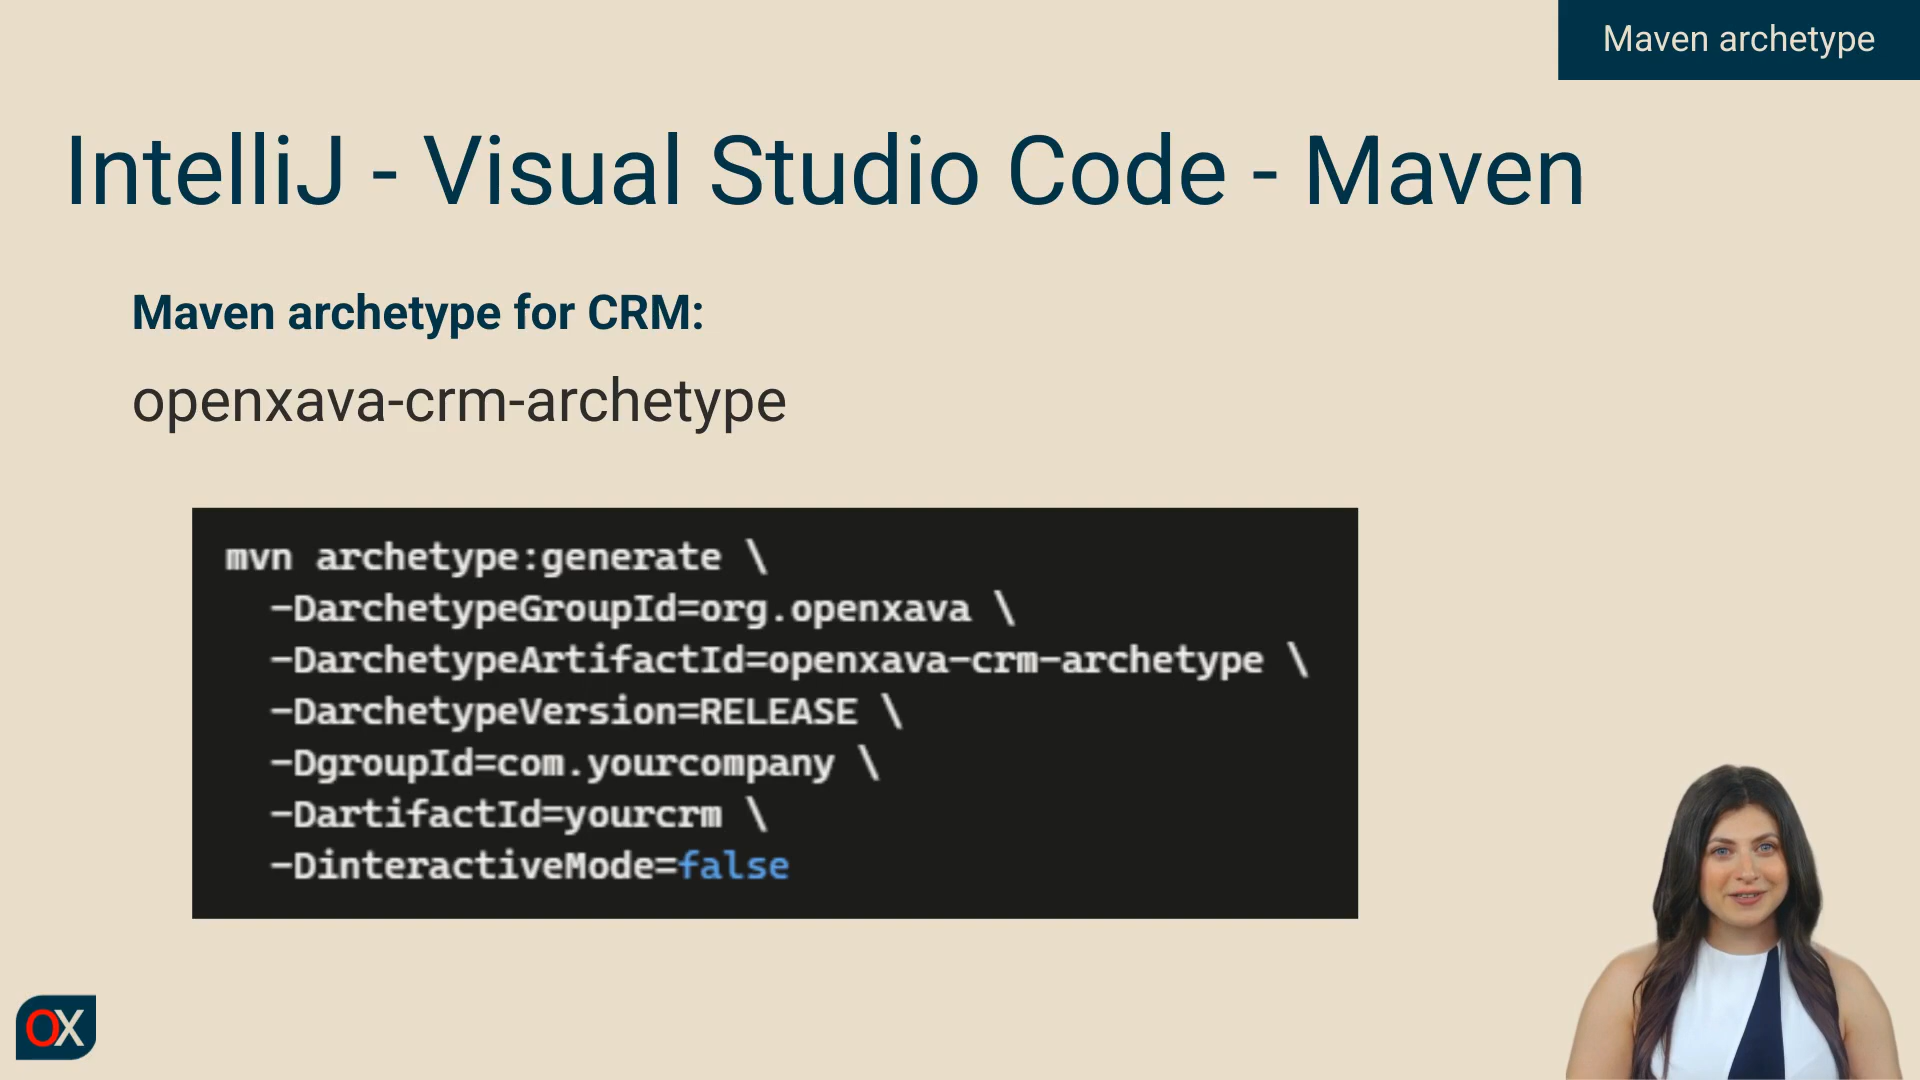 Maven archetype
IntelliJ - Visual Studio Code - Maven
Maven archetype for CRM:
openxava-crm-archetype
mvn archetype:generate \
-DarchetypeGroupId=org.openxava \
-DarchetypeArtifactId=openxava-crm-archetype \
-DarchetypeVersion=RELEASE \
-DgroupId=com.yourcompany \
-DartifactId=yourcrm \
-DinteractiveMode=false
OX